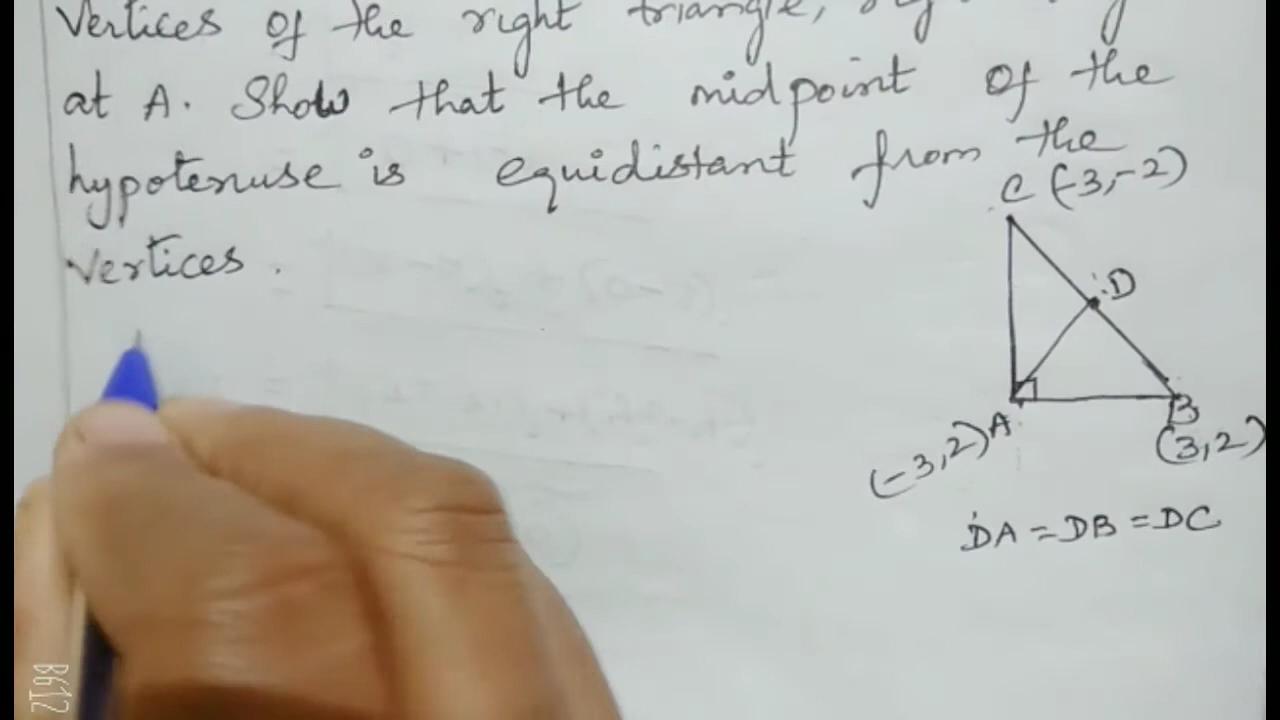 Vertices of the right triangle,
at A. Show that the midpoint of the
hypotenuse is equidistant from the
vertices.
C (-3,-2)
D
A
(-3,2)
B
(3,2)
DA = DB = DC
B612